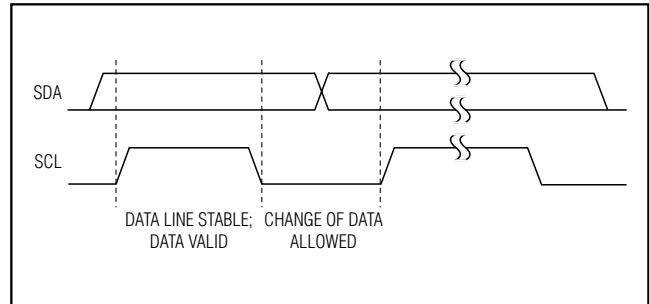 SDA
SCL
DATA LINE STABLE;
DATA VALID
CHANGE OF DATA
ALLOWED